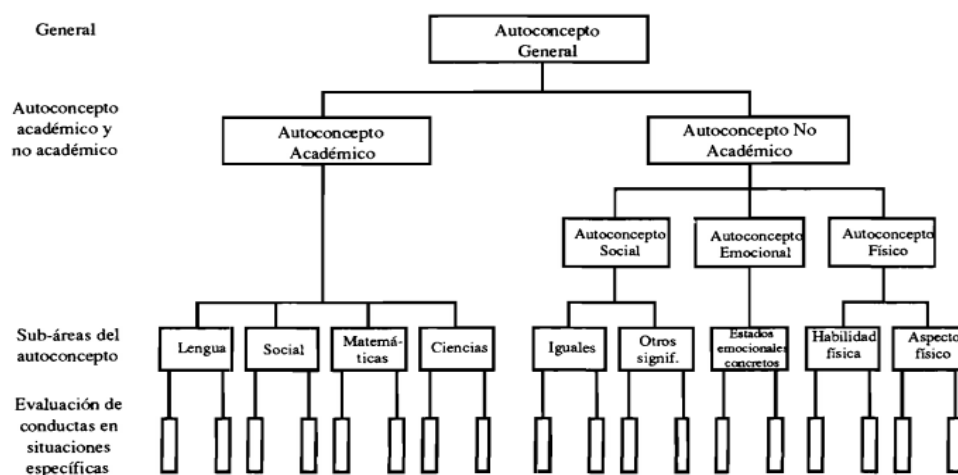 General
Autoconcepto
General
Autoconcepto
académico y
no académico
Autoconcepto
Académico
Autoconcepto No
Académico
Autoconcepto
Social
Autoconcepto
Emocional
Autoconcepto
Físico
Sub-áreas del
autoconcepto
Lengua
Social
Matemá-
ticas
Ciencias
Iguales
Otros
signif.
Estados
emocionales
concretos
Habilidad
física
Aspecto
físico
Evaluación de
conductas en
situaciones
específicas